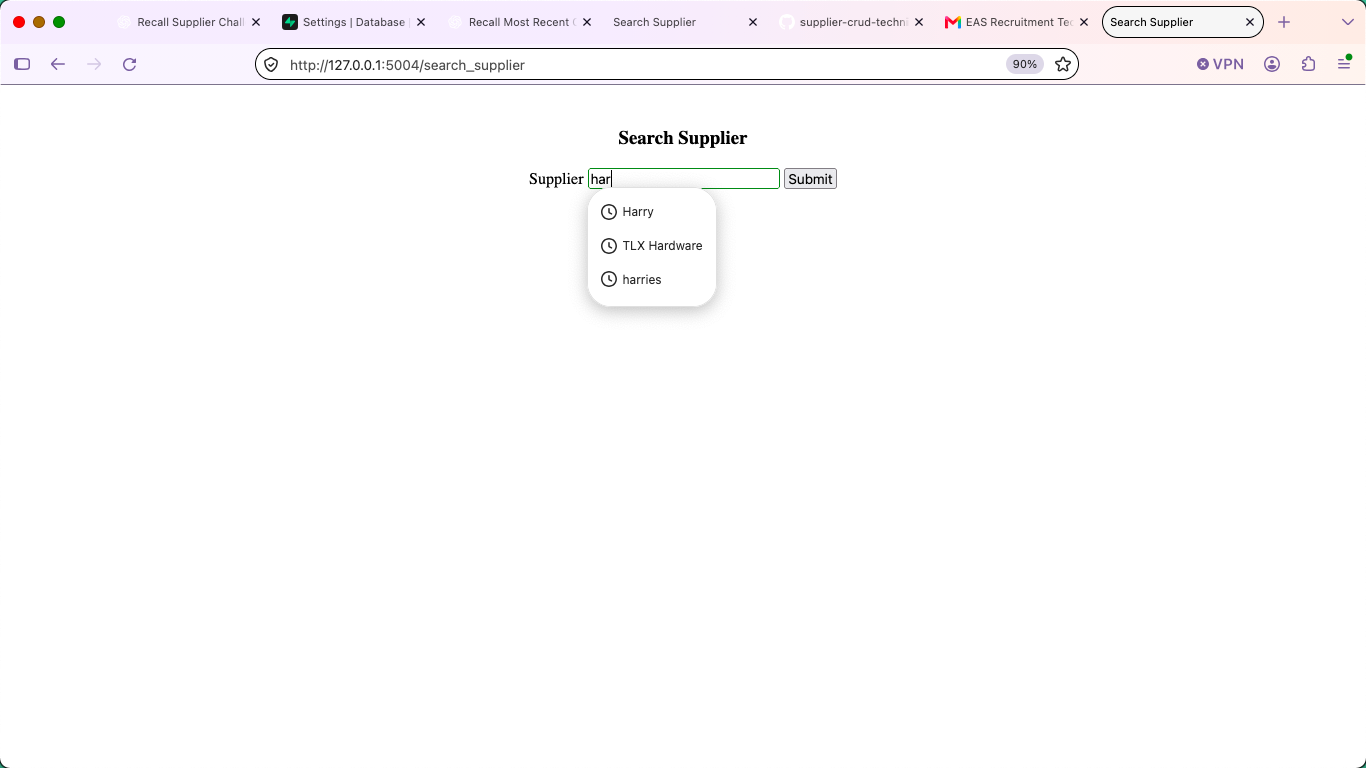 Recall Supplier Chall
Settings | Database |
Recall Most Recent C
Search Supplier
supplier-crud-techni
EAS Recruitment Tec
Search Supplier
http://127.0.0.1:5004/search_supplier
90%
VPN
Search Supplier
Supplier har Submit
Harry
TLX Hardware
harries